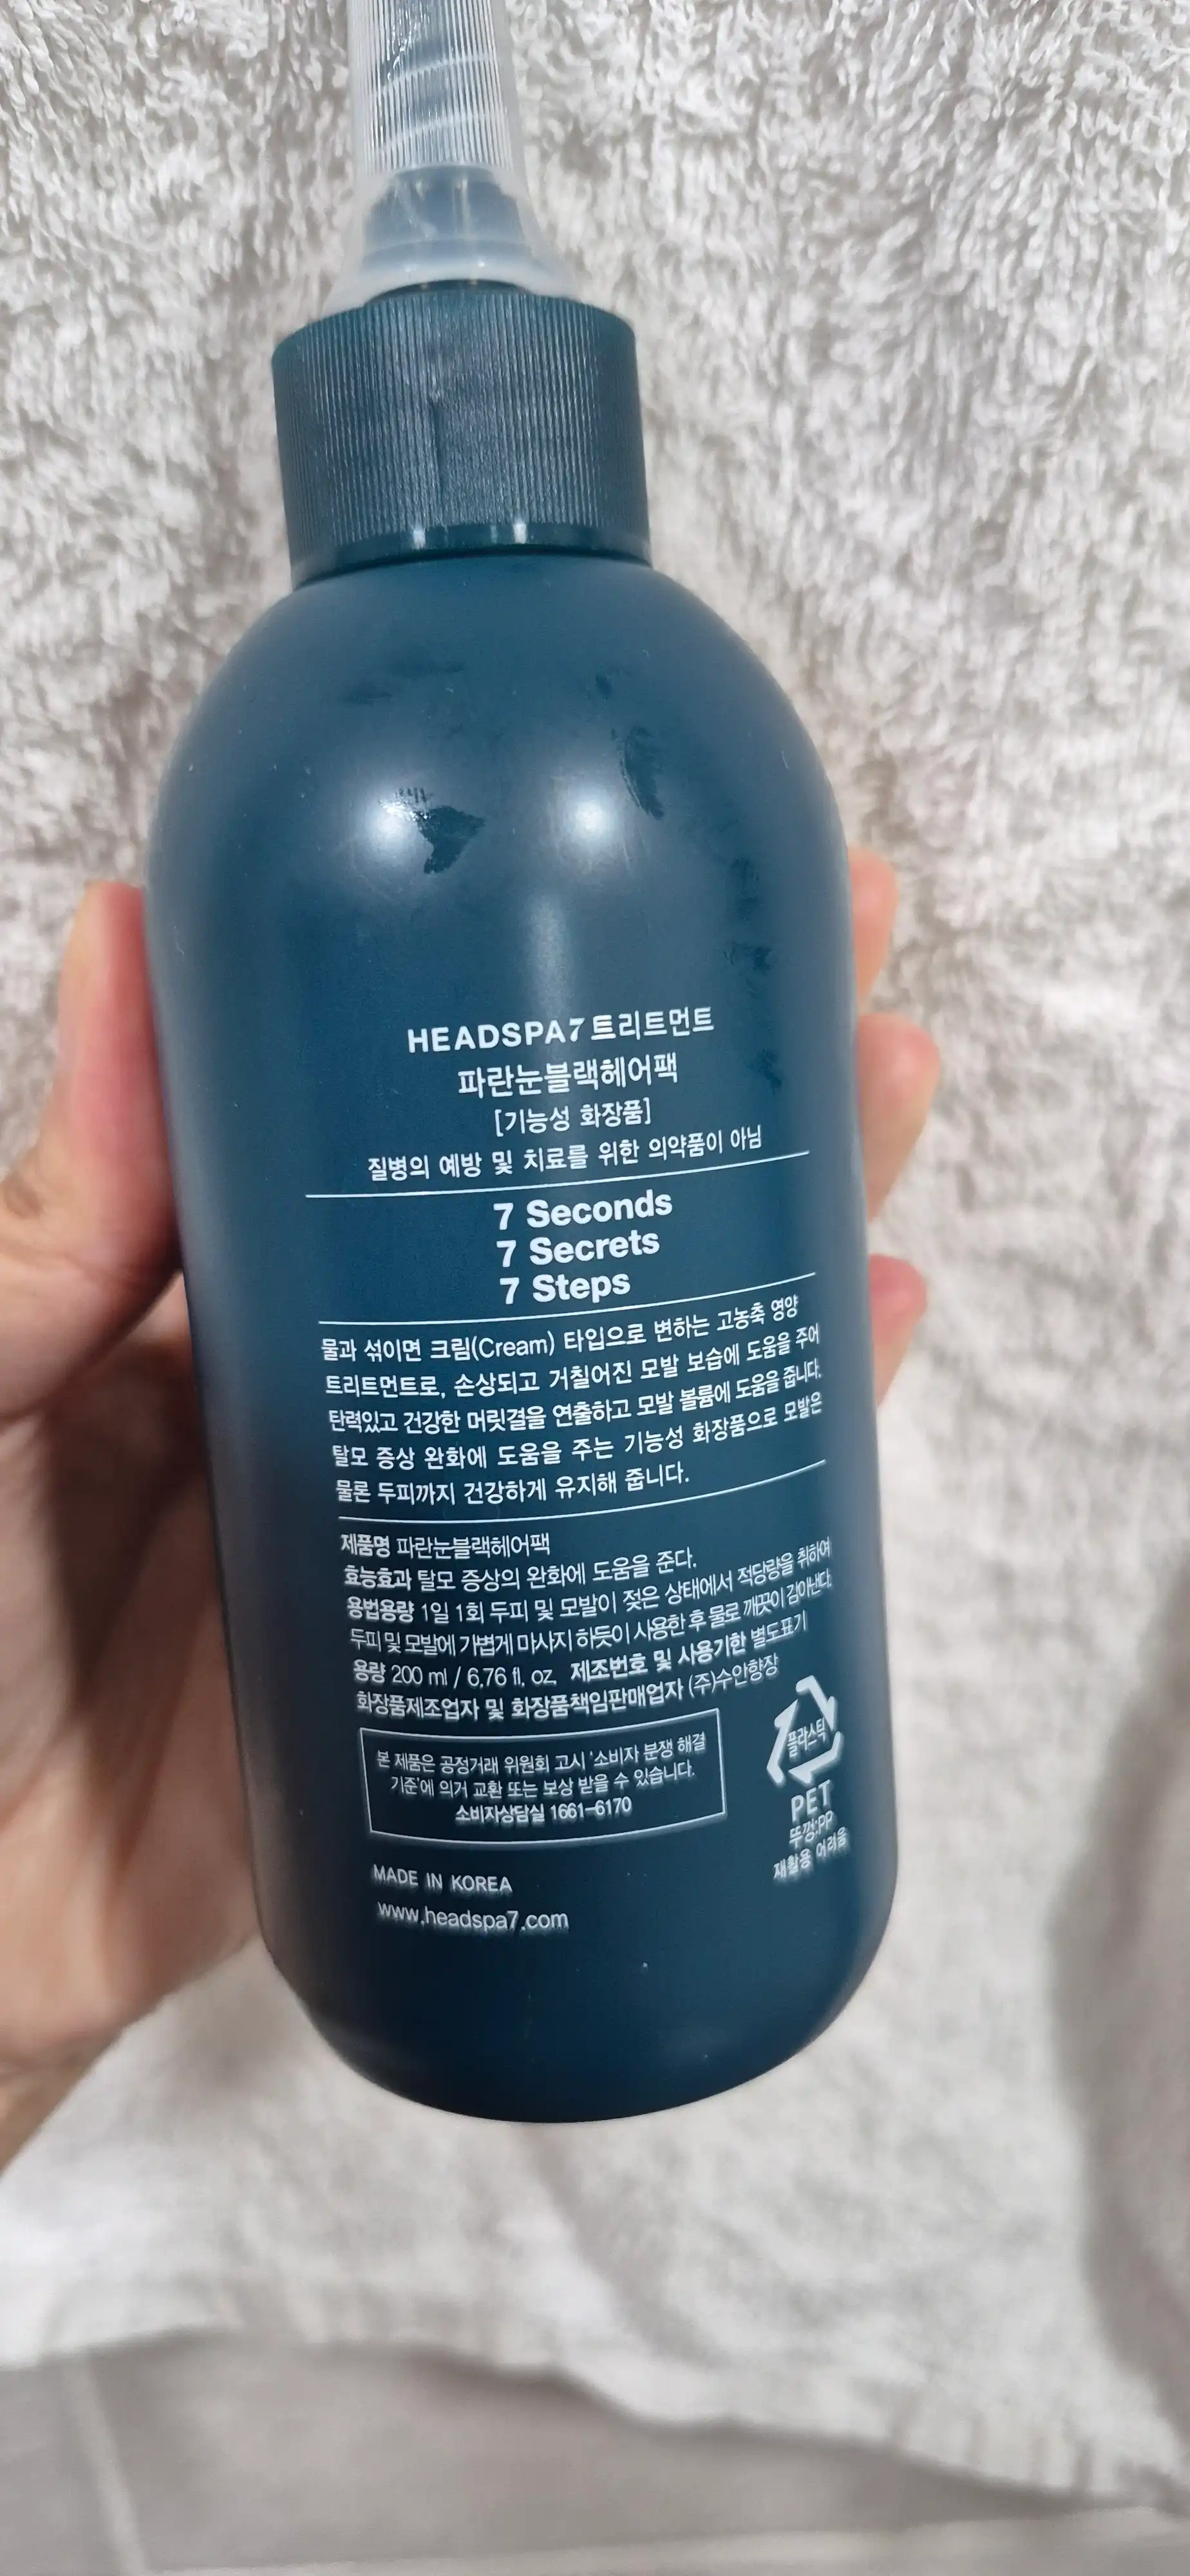 HEADSPA7 트리트먼트
파란눈블랙헤어팩
[기능성 화장품]
질병의 예방 및 치료를 위한 의약품이 아님
7 Seconds
7 Secrets
7 Steps
물과 섞이면 크림(Cream) 타입으로 변하는 고농축 영양
트리트먼트로, 손상되고 거칠어진 모발 보습에 도움을 주어
탄력있고 건강한 머릿결을 연출하고 모발 볼륨에 도움을 줍니다.
탈모 증상 완화에 도움을 주는 기능성 화장품으로 모발은
물론 두피까지 건강하게 유지해 줍니다.
제품명 파란눈블랙헤어팩
효능효과 탈모 증상의 완화에 도움을 준다.
용법용량 1일 1회 두피 및 모발이 젖은 상태에서 적당량을 취하여
두피 및 모발에 가볍게 마사지 하듯이 사용한 후 물로 깨끗이 감아낸다.
용량 200 ml / 6.76 fl. oz. 제조번호 및 사용기한 별도표기
화장품제조업자 및 화장품책임판매업자 (주)수안향장
본 제품은 공정거래 위원회 고시 '소비자 분쟁 해결
기준'에 의거 교환 또는 보상 받을 수 있습니다.
소비자상담실 1661-6170
플라스틱
PET
뚜껑:PP
재활용 어려움
MADE IN KOREA
www.headspa7.com